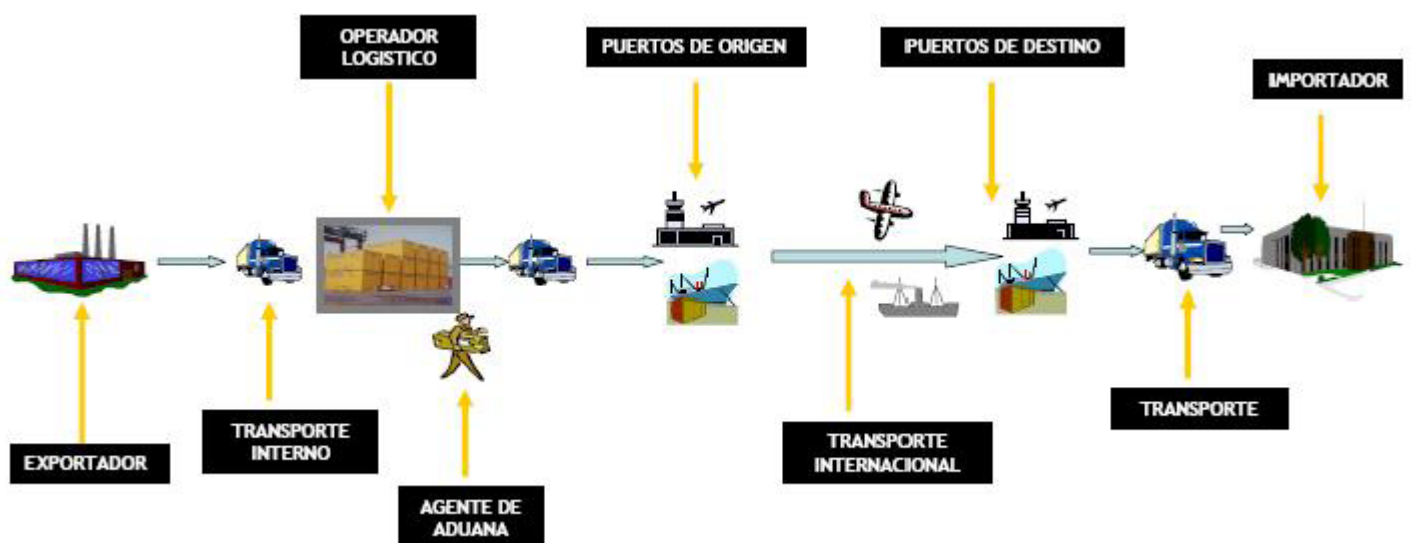 OPERADOR
LOGISTICO
PUERTOS DE ORIGEN
PUERTOS DE DESTINO
IMPORTADOR
EXPORTADOR
TRANSPORTE
INTERNO
AGENTE DE
ADUANA
TRANSPORTE
INTERNACIONAL
TRANSPORTE